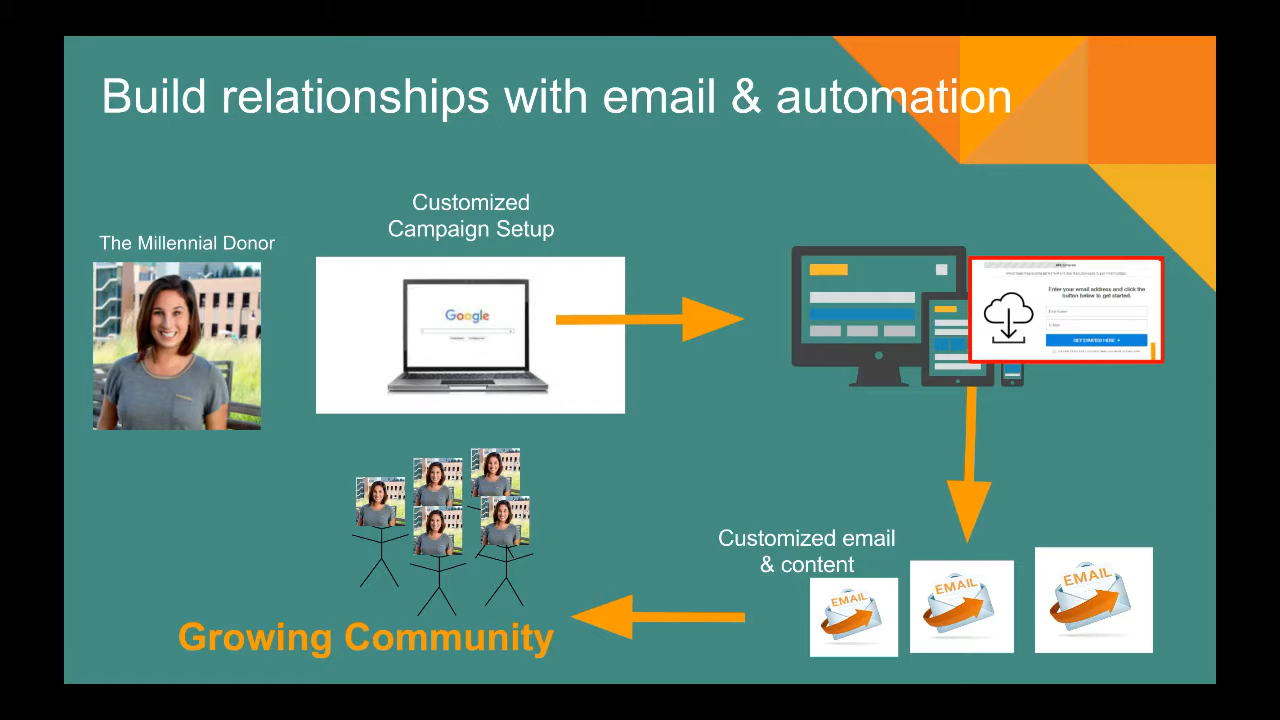 Build relationships with email & automation
Customized
Campaign Setup
The Millennial Donor
Google
Enter your email address and click the
button below to get started.
GET STARTED HERE
Customized email
& content
EMAIL
EMAIL
EMAIL
Growing Community